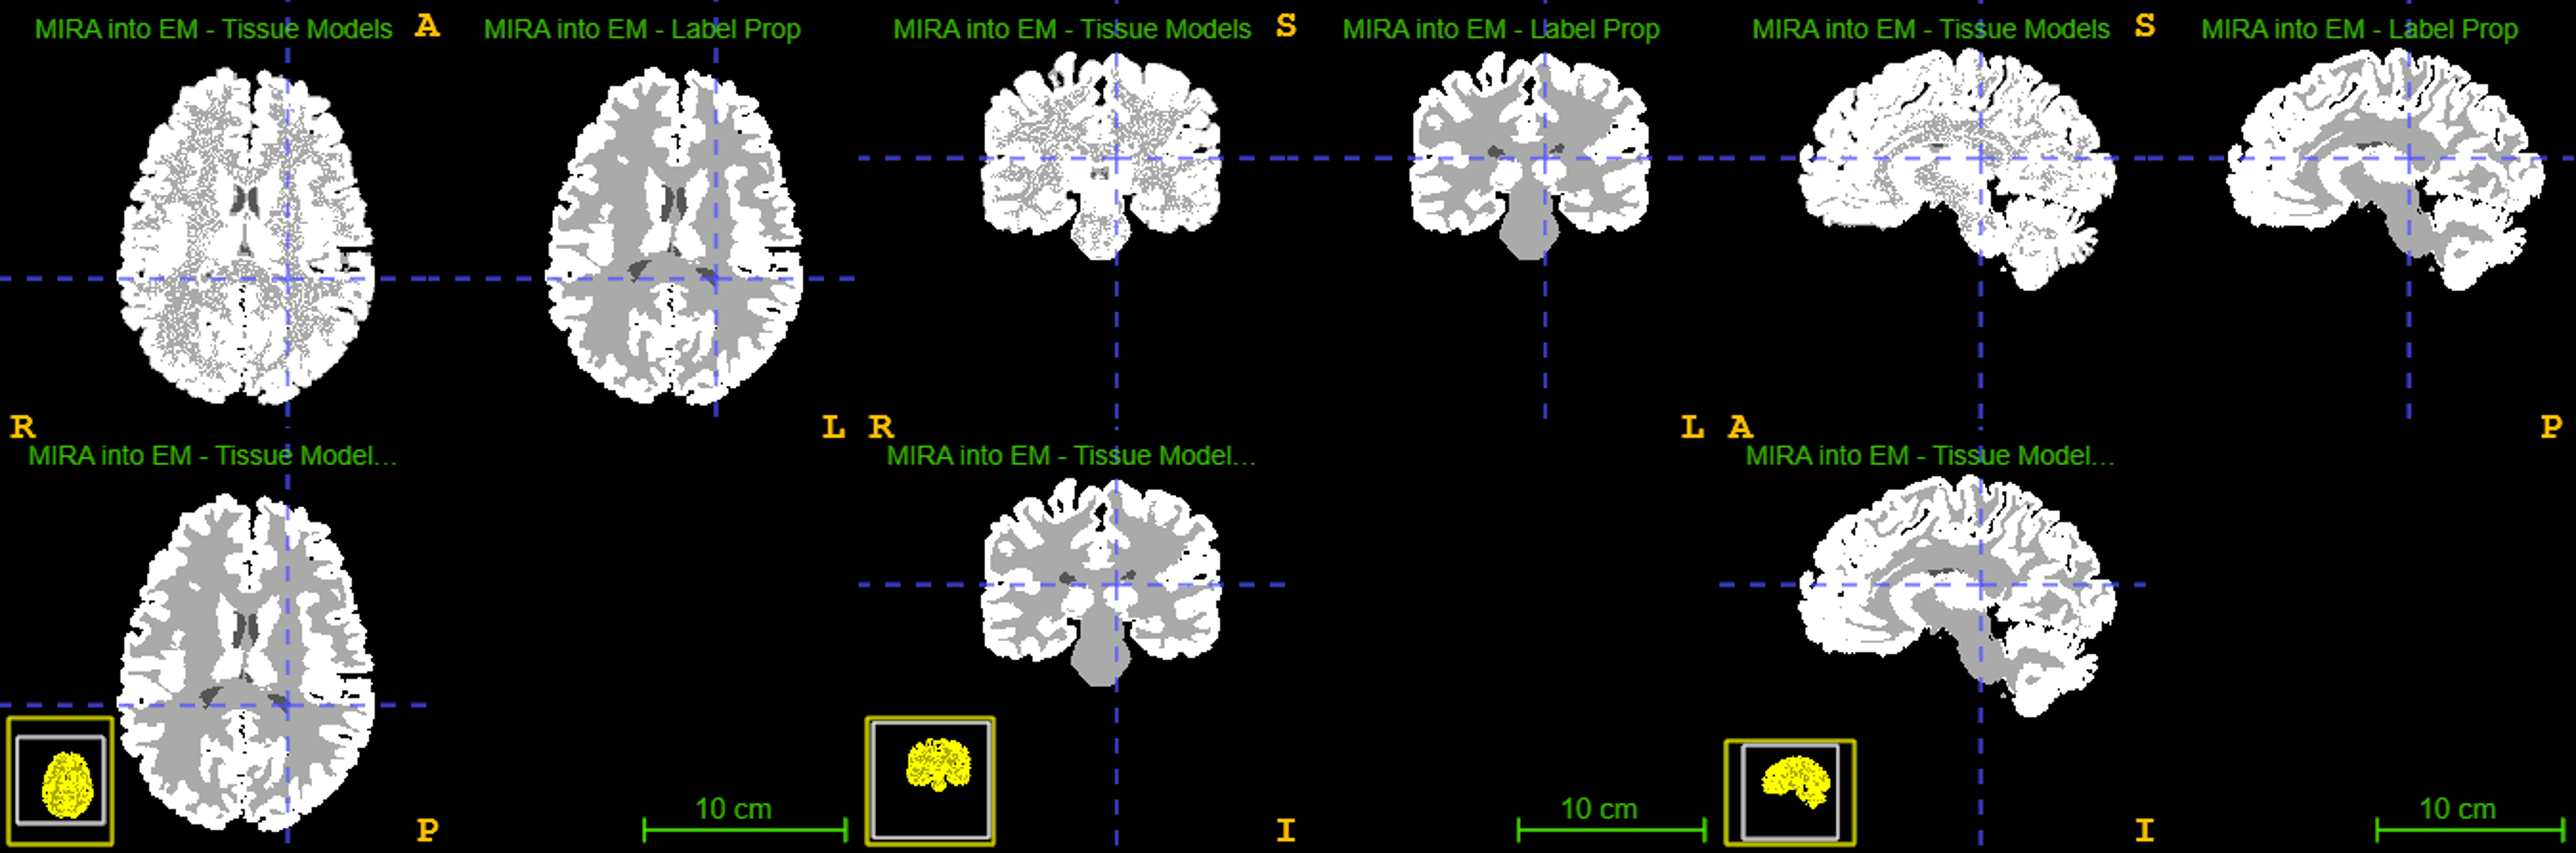 MIRA into EM - Tissue Models
A
MIRA into EM - Label Prop
MIRA into EM - Tissue Models
S
MIRA into EM - Label Prop
MIRA into EM - Tissue Models
S
MIRA into EM - Label Prop
R
L
R
L
A
P
MIRA into EM - Tissue Model...
MIRA into EM - Tissue Model...
MIRA into EM - Tissue Model...
10 cm
10 cm
10 cm
P
I
I